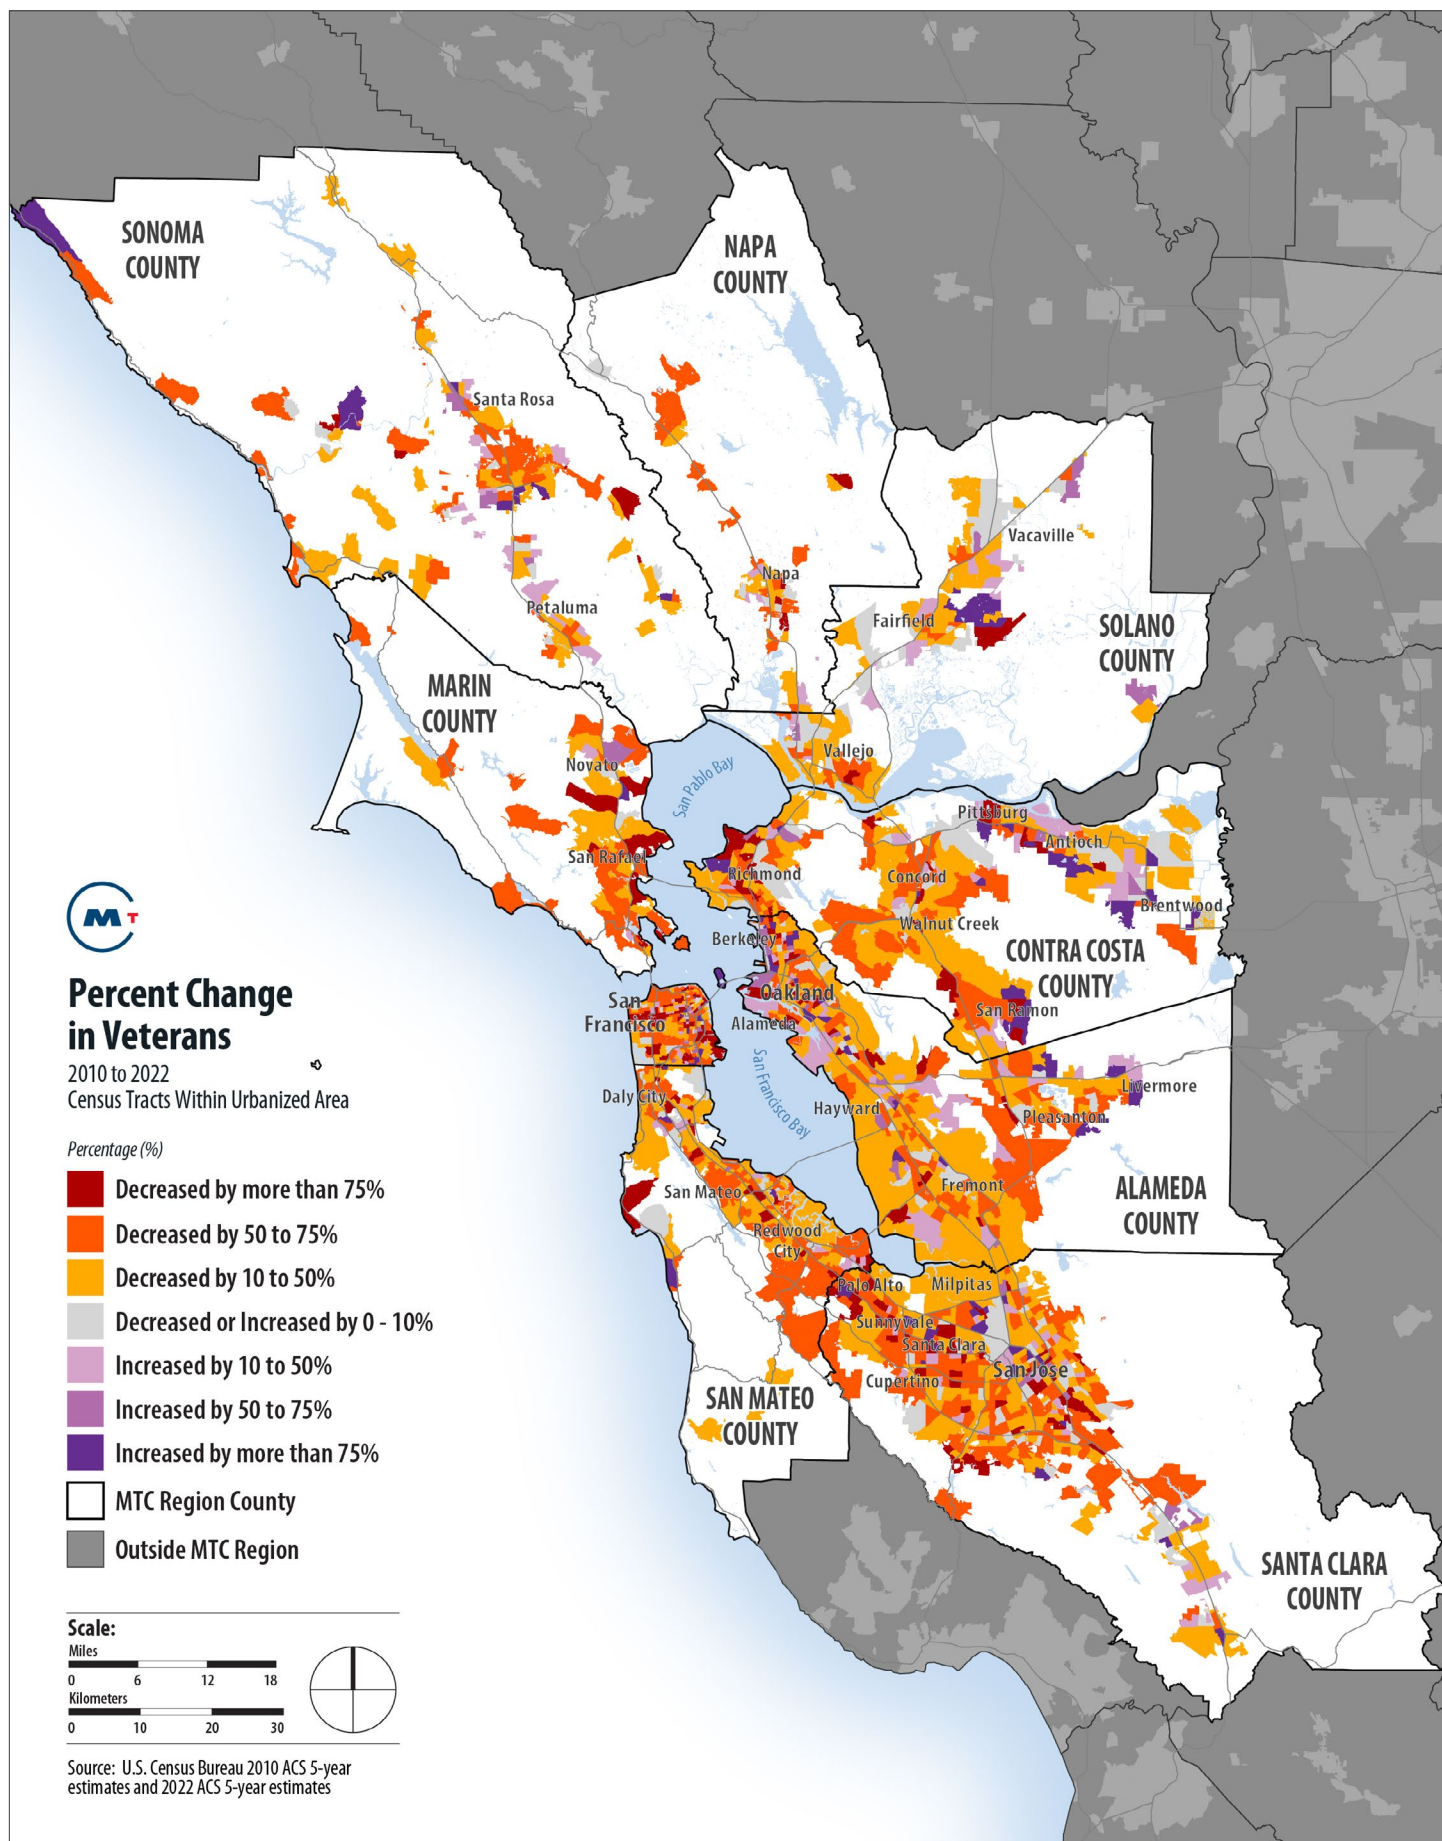 SONOMA
COUNTY
NAPA
COUNTY
Santa Rosa
Vacaville
Napa
Petaluma
Fairfield
SOLANO
COUNTY
MARIN
COUNTY
Novato
Vallejo
San Pablo Bay
Pittsburg
Antioch
San Rafael
Richmond
Concord
Brentwood
Walnut Creek
Berkeley
CONTRA COSTA
COUNTY
Oakland
San
Francisco
San Ramon
Alameda
San Francisco Bay
Livermore
Daly City
Hayward
Pleasanton
San Mateo
Fremont
ALAMEDA
COUNTY
Redwood
City
Palo Alto
Milpitas
Sunnyvale
Santa Clara
San Jose
Cupertino
SAN MATEO
COUNTY
SANTA CLARA
COUNTY
M T
Percent Change
in Veterans
2010 to 2022
Census Tracts Within Urbanized Area
Percentage (%)
Decreased by more than 75%
Decreased by 50 to 75%
Decreased by 10 to 50%
Decreased or Increased by 0 - 10%
Increased by 10 to 50%
Increased by 50 to 75%
Increased by more than 75%
MTC Region County
Outside MTC Region
Scale:
Miles
0 6 12 18
Kilometers
0 10 20 30
Source: U.S. Census Bureau 2010 ACS 5-year
estimates and 2022 ACS 5-year estimates